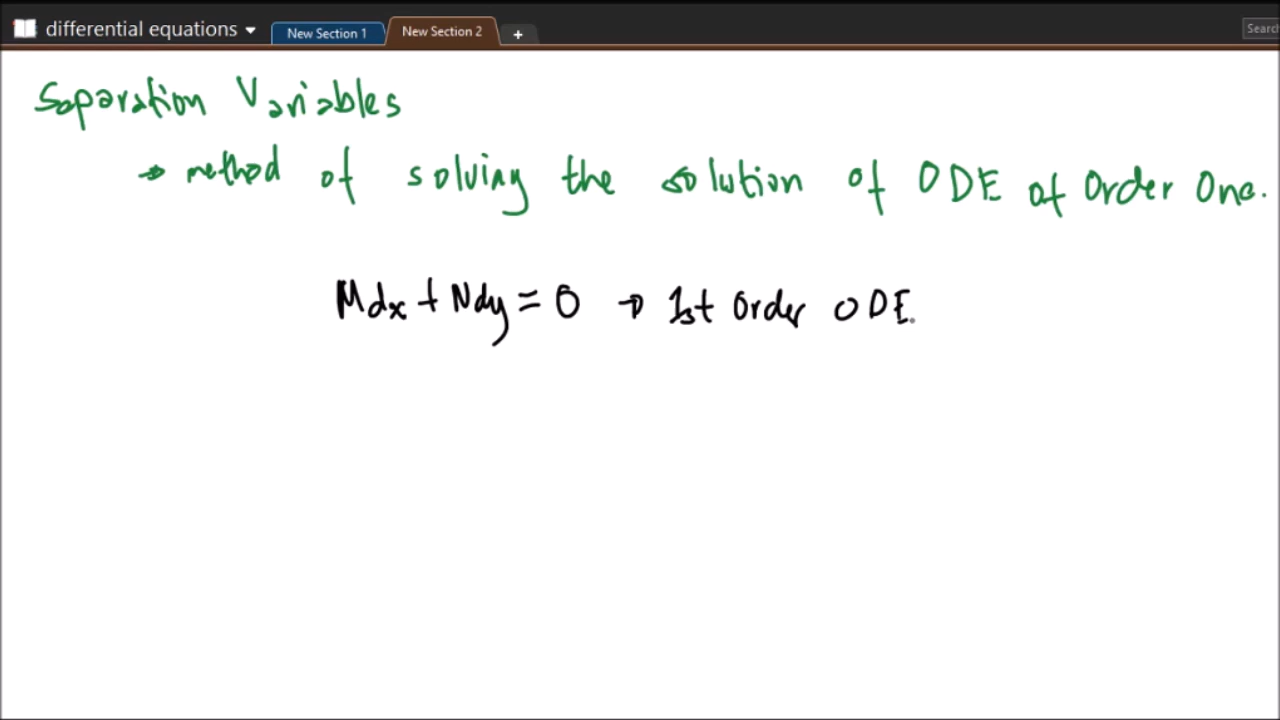 differential equations New Section 1 New Section 2 + Searc
Separation Variables
→ method of solving the solution of ODE of Order One.
Mdx + Ndy = 0 → 1st Order ODE.